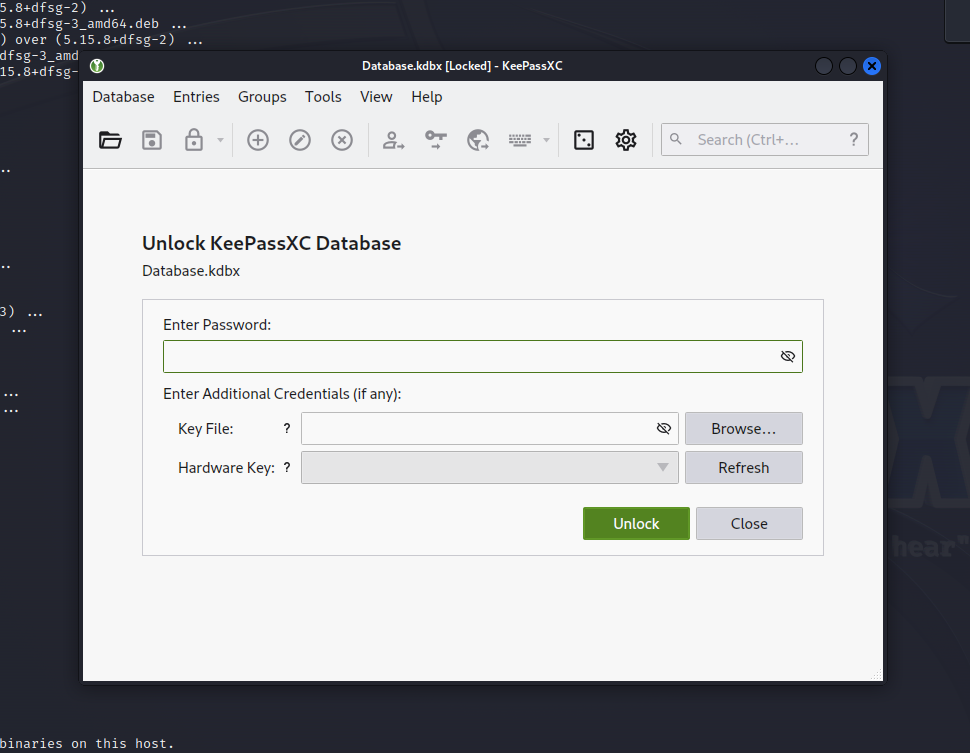 5.8+dfsg-2) ...
5.8+dfsg-3_amd64.deb ...
) over (5.15.8+dfsg-2) ...
dfsg-3_amd
15.8+dfsg-
Database.kdbx [Locked] - KeePassXC
Database Entries Groups Tools View Help
Search (Ctrl+... ?
..
Unlock KeePassXC Database
Database.kdbx
..
3) ...
...
Enter Password:
Enter Additional Credentials (if any):
...
...
Key File: ? Browse...
Hardware Key: ? Refresh
Unlock Close
hear"
binaries on this host.